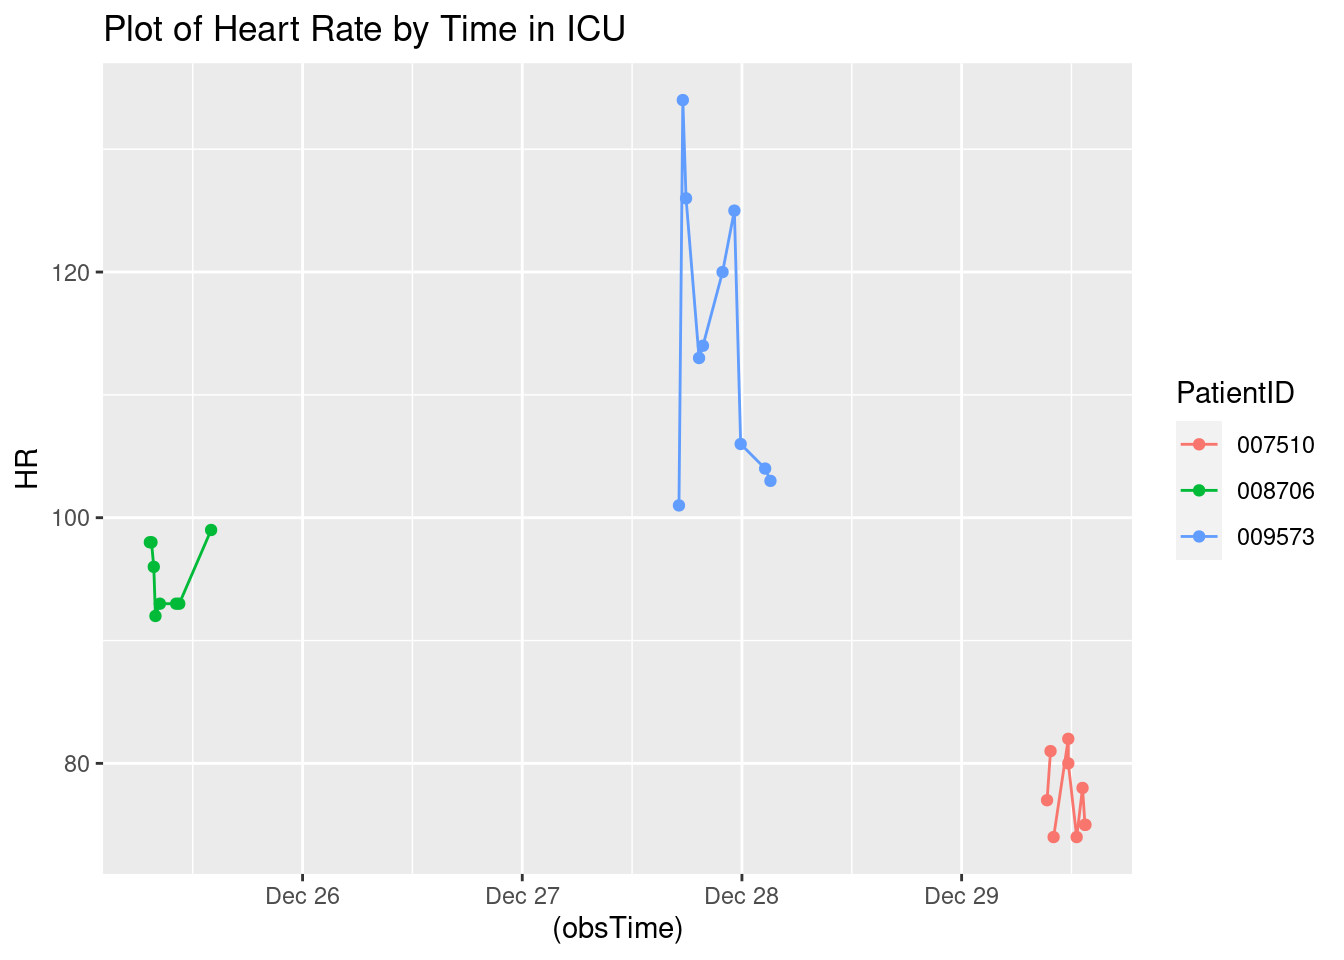 Plot of Heart Rate by Time in ICU
HR
120
100
80
Dec 26 Dec 27 Dec 28 Dec 29
(obsTime)
PatientID
007510
008706
009573